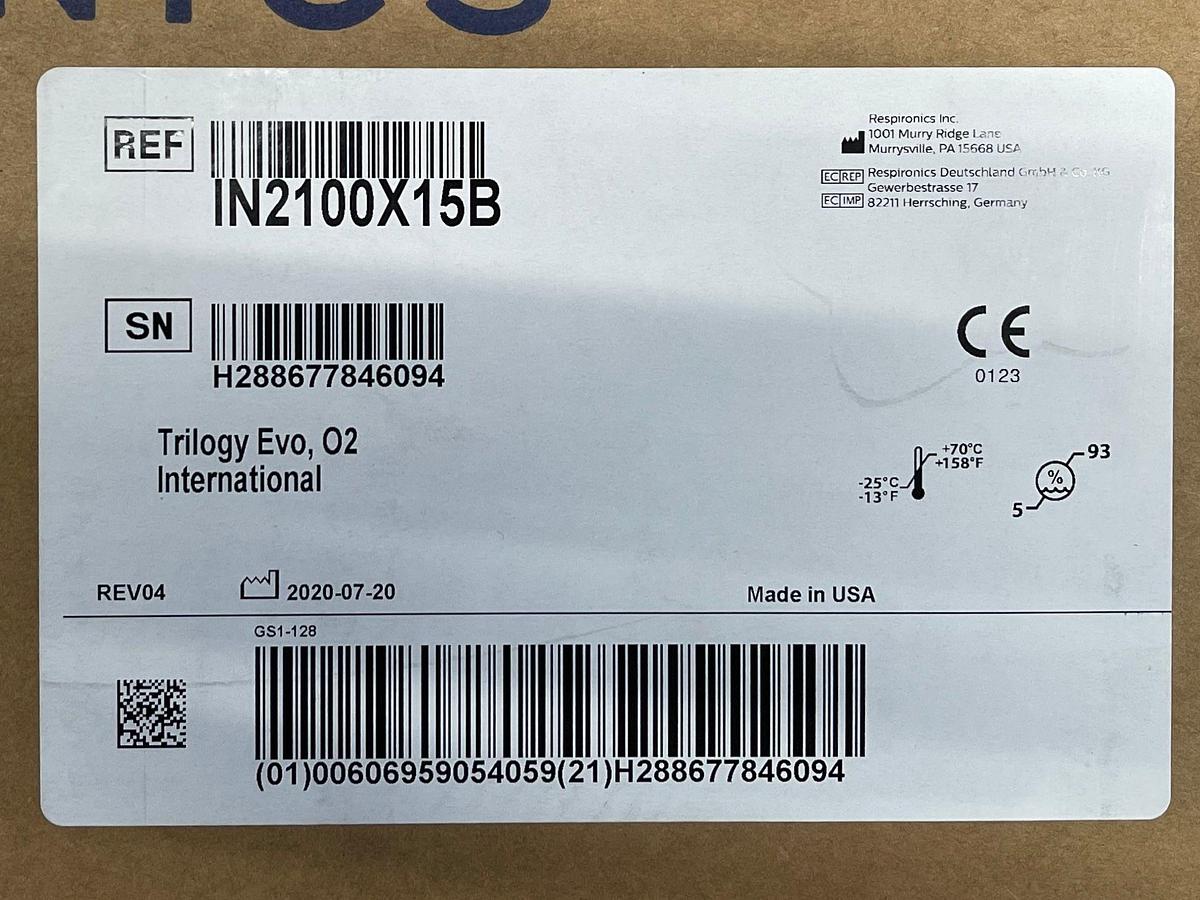 REF
IN2100X15B
Respironics Inc.
1001 Murry Ridge Lane
Murrysville, PA 15668 USA
EC REP Respironics Deutschland GmbH & Co. KG
Gewerbestrasse 17
EC IMP 82211 Herrsching, Germany
SN
H288677846094
CE
0123
Trilogy Evo, O2
International
+70°C
+158°F
-25°C
-13°F
%
93
5
REV04
2020-07-20
Made in USA
GS1-128
(01)00606959054059(21)H288677846094